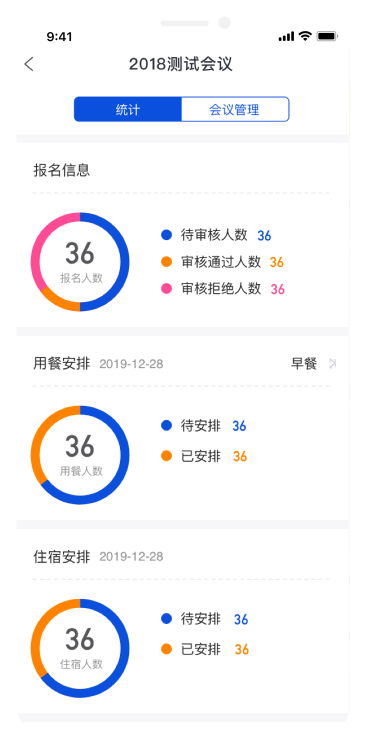 9:41
2018测试会议
统计 会议管理
报名信息
36
报名人数
待审核人数 36
审核通过人数 36
审核拒绝人数 36
用餐安排 2019-12-28 早餐
36
用餐人数
待安排 36
已安排 36
住宿安排 2019-12-28
36
住宿人数
待安排 36
已安排 36